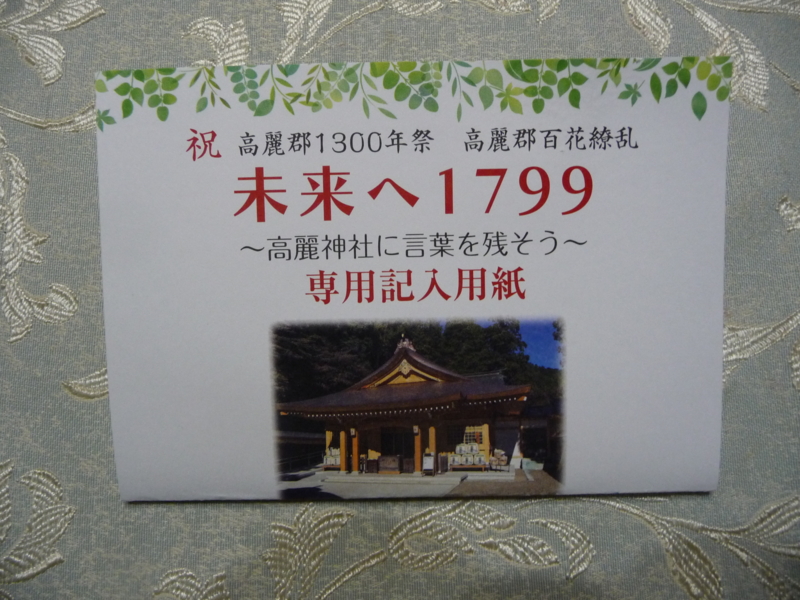 祝 高麗郡1300年祭 高麗郡百花繚乱
未来へ1799
～高麗神社に言葉を残そう～
専用記入用紙